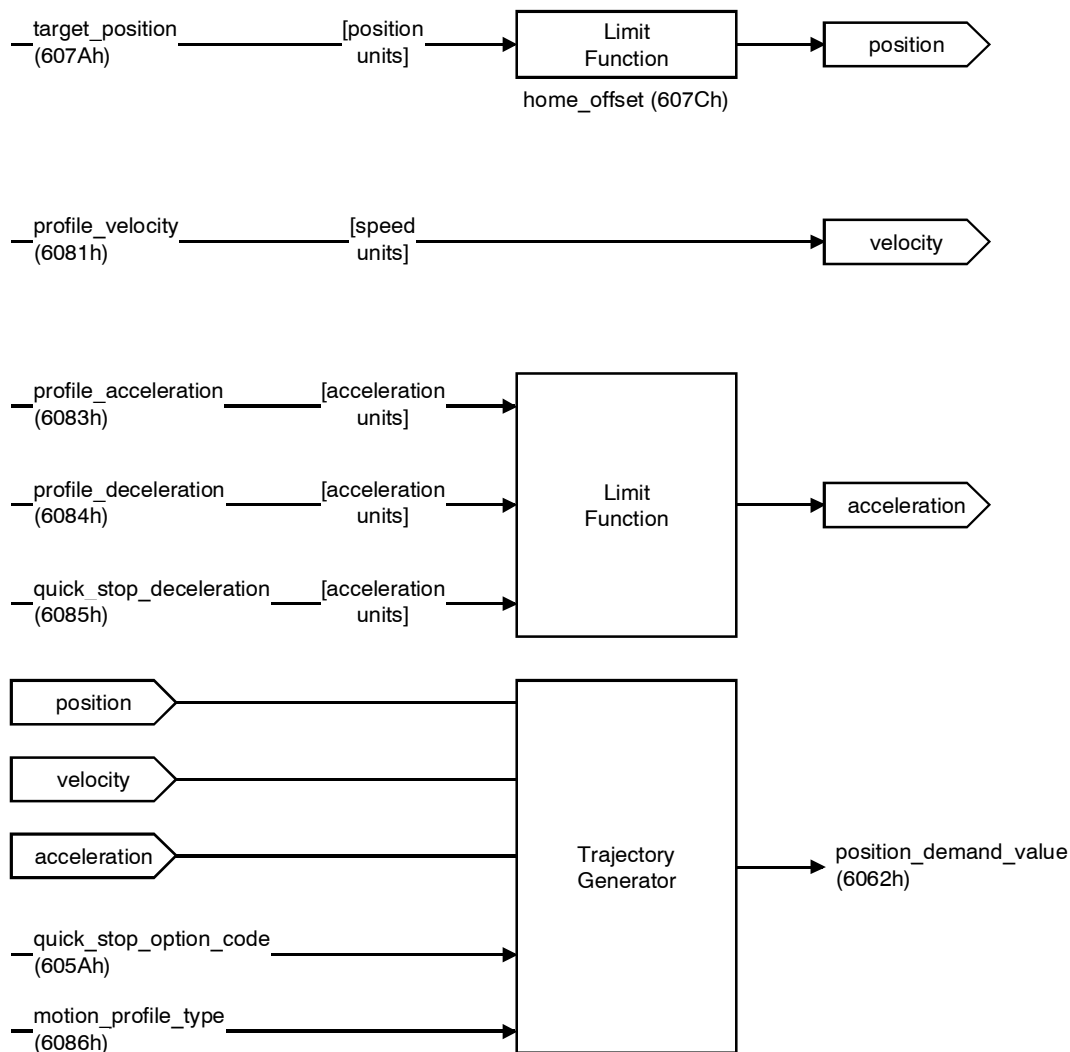 target_position
(607Ah)
[position
units]
Limit
Function
position
home_offset (607Ch)
profile_velocity
(6081h)
[speed
units]
velocity
profile_acceleration
(6083h)
[acceleration
units]
profile_deceleration
(6084h)
[acceleration
units]
Limit
Function
acceleration
quick_stop_deceleration
(6085h)
[acceleration
units]
position
velocity
acceleration
Trajectory
Generator
position_demand_value
(6062h)
quick_stop_option_code
(605Ah)
motion_profile_type
(6086h)